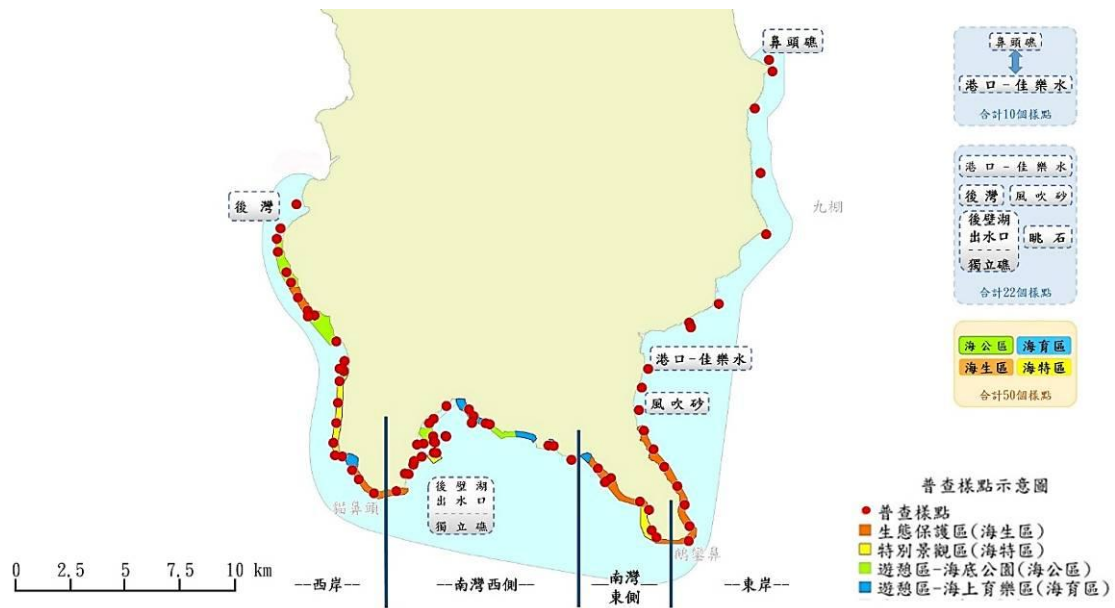 鼻頭礁
後灣
九棚
港口-佳樂水
風吹砂
後壁湖
出水口
獨立礁
貓鼻頭
鵝鑾鼻
西岸
南灣西側
南灣
東側
東岸
0 2.5 5 10 km
鼻頭礁
港口-佳樂水
合計10個樣點
港口-佳樂水
後灣 風吹砂
後壁湖
出水口
眺石
獨立礁
合計22個樣點
海公區 海育區
海生區 海特區
合計50個樣點
普查樣點示意圖
普查樣點
生態保護區(海生區)
特別景觀區(海特區)
遊憩區-海底公園(海公區)
遊憩區-海上育樂區(海育區)